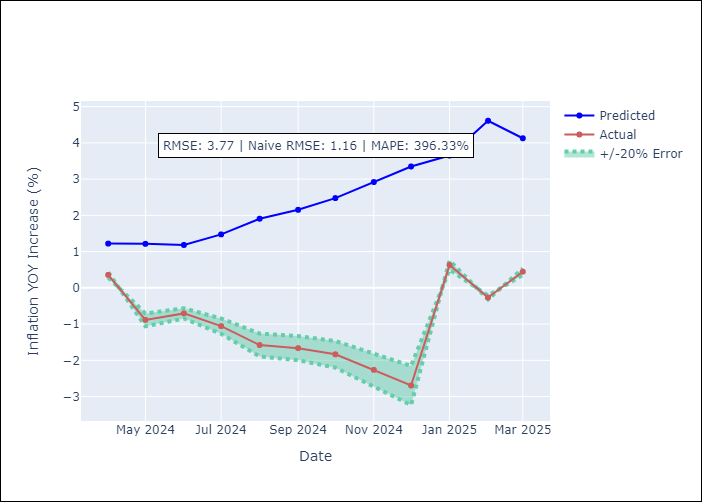 RMSE: 3.77 | Naive RMSE: 1.16 | MAPE: 396.33%
Predicted
Actual
+/-20% Error
Inflation YOY Increase (%)
5
4
3
2
1
0
−1
−2
−3
May 2024
Jul 2024
Sep 2024
Nov 2024
Jan 2025
Mar 2025
Date